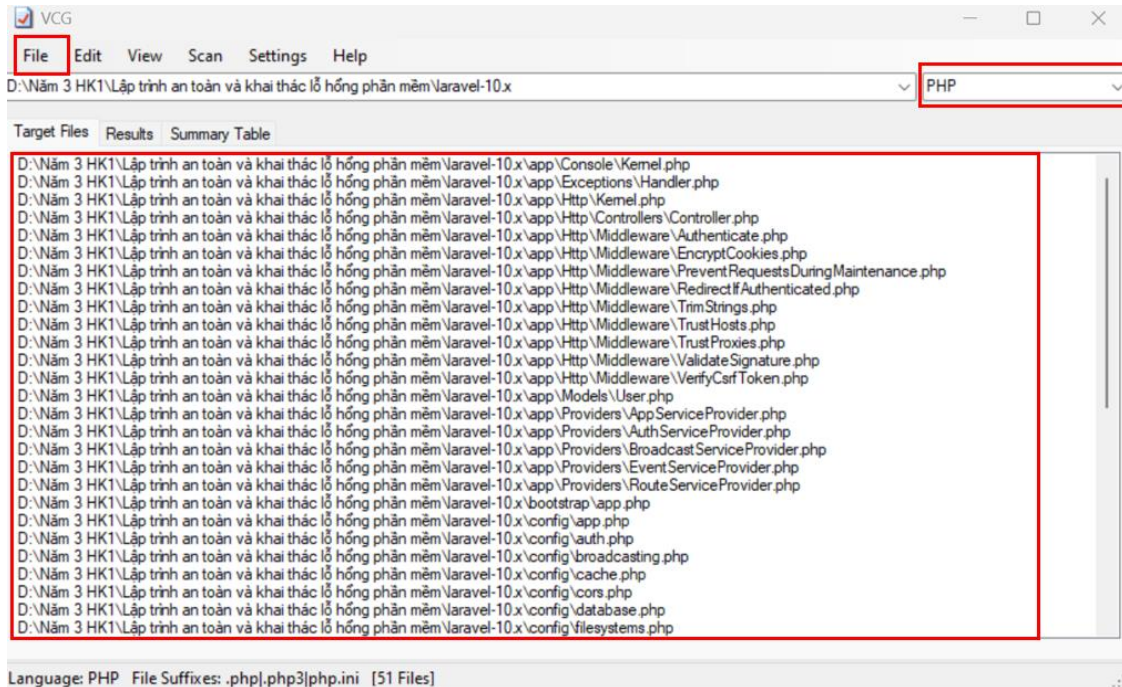 VCG
File Edit View Scan Settings Help
D:\Năm 3 HK1\Lập trình an toàn và khai thác lỗ hổng phần mềm\laravel-10.x PHP
Target Files Results Summary Table
D:\Năm 3 HK1\Lập trình an toàn và khai thác lỗ hổng phần mềm\laravel-10.x\app\Console\Kernel.php
D:\Năm 3 HK1\Lập trình an toàn và khai thác lỗ hổng phần mềm\laravel-10.x\app\Exceptions\Handler.php
D:\Năm 3 HK1\Lập trình an toàn và khai thác lỗ hổng phần mềm\laravel-10.x\app\Http\Kernel.php
D:\Năm 3 HK1\Lập trình an toàn và khai thác lỗ hổng phần mềm\laravel-10.x\app\Http\Controllers\Controller.php
D:\Năm 3 HK1\Lập trình an toàn và khai thác lỗ hổng phần mềm\laravel-10.x\app\Http\Middleware\Authenticate.php
D:\Năm 3 HK1\Lập trình an toàn và khai thác lỗ hổng phần mềm\laravel-10.x\app\Http\Middleware\EncryptCookies.php
D:\Năm 3 HK1\Lập trình an toàn và khai thác lỗ hổng phần mềm\laravel-10.x\app\Http\Middleware\PreventRequestsDuringMaintenance.php
D:\Năm 3 HK1\Lập trình an toàn và khai thác lỗ hổng phần mềm\laravel-10.x\app\Http\Middleware\RedirectIfAuthenticated.php
D:\Năm 3 HK1\Lập trình an toàn và khai thác lỗ hổng phần mềm\laravel-10.x\app\Http\Middleware\TrimStrings.php
D:\Năm 3 HK1\Lập trình an toàn và khai thác lỗ hổng phần mềm\laravel-10.x\app\Http\Middleware\TrustHosts.php
D:\Năm 3 HK1\Lập trình an toàn và khai thác lỗ hổng phần mềm\laravel-10.x\app\Http\Middleware\TrustProxies.php
D:\Năm 3 HK1\Lập trình an toàn và khai thác lỗ hổng phần mềm\laravel-10.x\app\Http\Middleware\ValidateSignature.php
D:\Năm 3 HK1\Lập trình an toàn và khai thác lỗ hổng phần mềm\laravel-10.x\app\Http\Middleware\VerifyCsrfToken.php
D:\Năm 3 HK1\Lập trình an toàn và khai thác lỗ hổng phần mềm\laravel-10.x\app\Models\User.php
D:\Năm 3 HK1\Lập trình an toàn và khai thác lỗ hổng phần mềm\laravel-10.x\app\Providers\AppServiceProvider.php
D:\Năm 3 HK1\Lập trình an toàn và khai thác lỗ hổng phần mềm\laravel-10.x\app\Providers\AuthServiceProvider.php
D:\Năm 3 HK1\Lập trình an toàn và khai thác lỗ hổng phần mềm\laravel-10.x\app\Providers\BroadcastServiceProvider.php
D:\Năm 3 HK1\Lập trình an toàn và khai thác lỗ hổng phần mềm\laravel-10.x\app\Providers\EventServiceProvider.php
D:\Năm 3 HK1\Lập trình an toàn và khai thác lỗ hổng phần mềm\laravel-10.x\app\Providers\RouteServiceProvider.php
D:\Năm 3 HK1\Lập trình an toàn và khai thác lỗ hổng phần mềm\laravel-10.x\bootstrap\app.php
D:\Năm 3 HK1\Lập trình an toàn và khai thác lỗ hổng phần mềm\laravel-10.x\config\app.php
D:\Năm 3 HK1\Lập trình an toàn và khai thác lỗ hổng phần mềm\laravel-10.x\config\auth.php
D:\Năm 3 HK1\Lập trình an toàn và khai thác lỗ hổng phần mềm\laravel-10.x\config\broadcasting.php
D:\Năm 3 HK1\Lập trình an toàn và khai thác lỗ hổng phần mềm\laravel-10.x\config\cache.php
D:\Năm 3 HK1\Lập trình an toàn và khai thác lỗ hổng phần mềm\laravel-10.x\config\cors.php
D:\Năm 3 HK1\Lập trình an toàn và khai thác lỗ hổng phần mềm\laravel-10.x\config\database.php
D:\Năm 3 HK1\Lập trình an toàn và khai thác lỗ hổng phần mềm\laravel-10.x\config\filesystems.php
Language: PHP File Suffixes: .php|.php3|php.ini [51 Files]